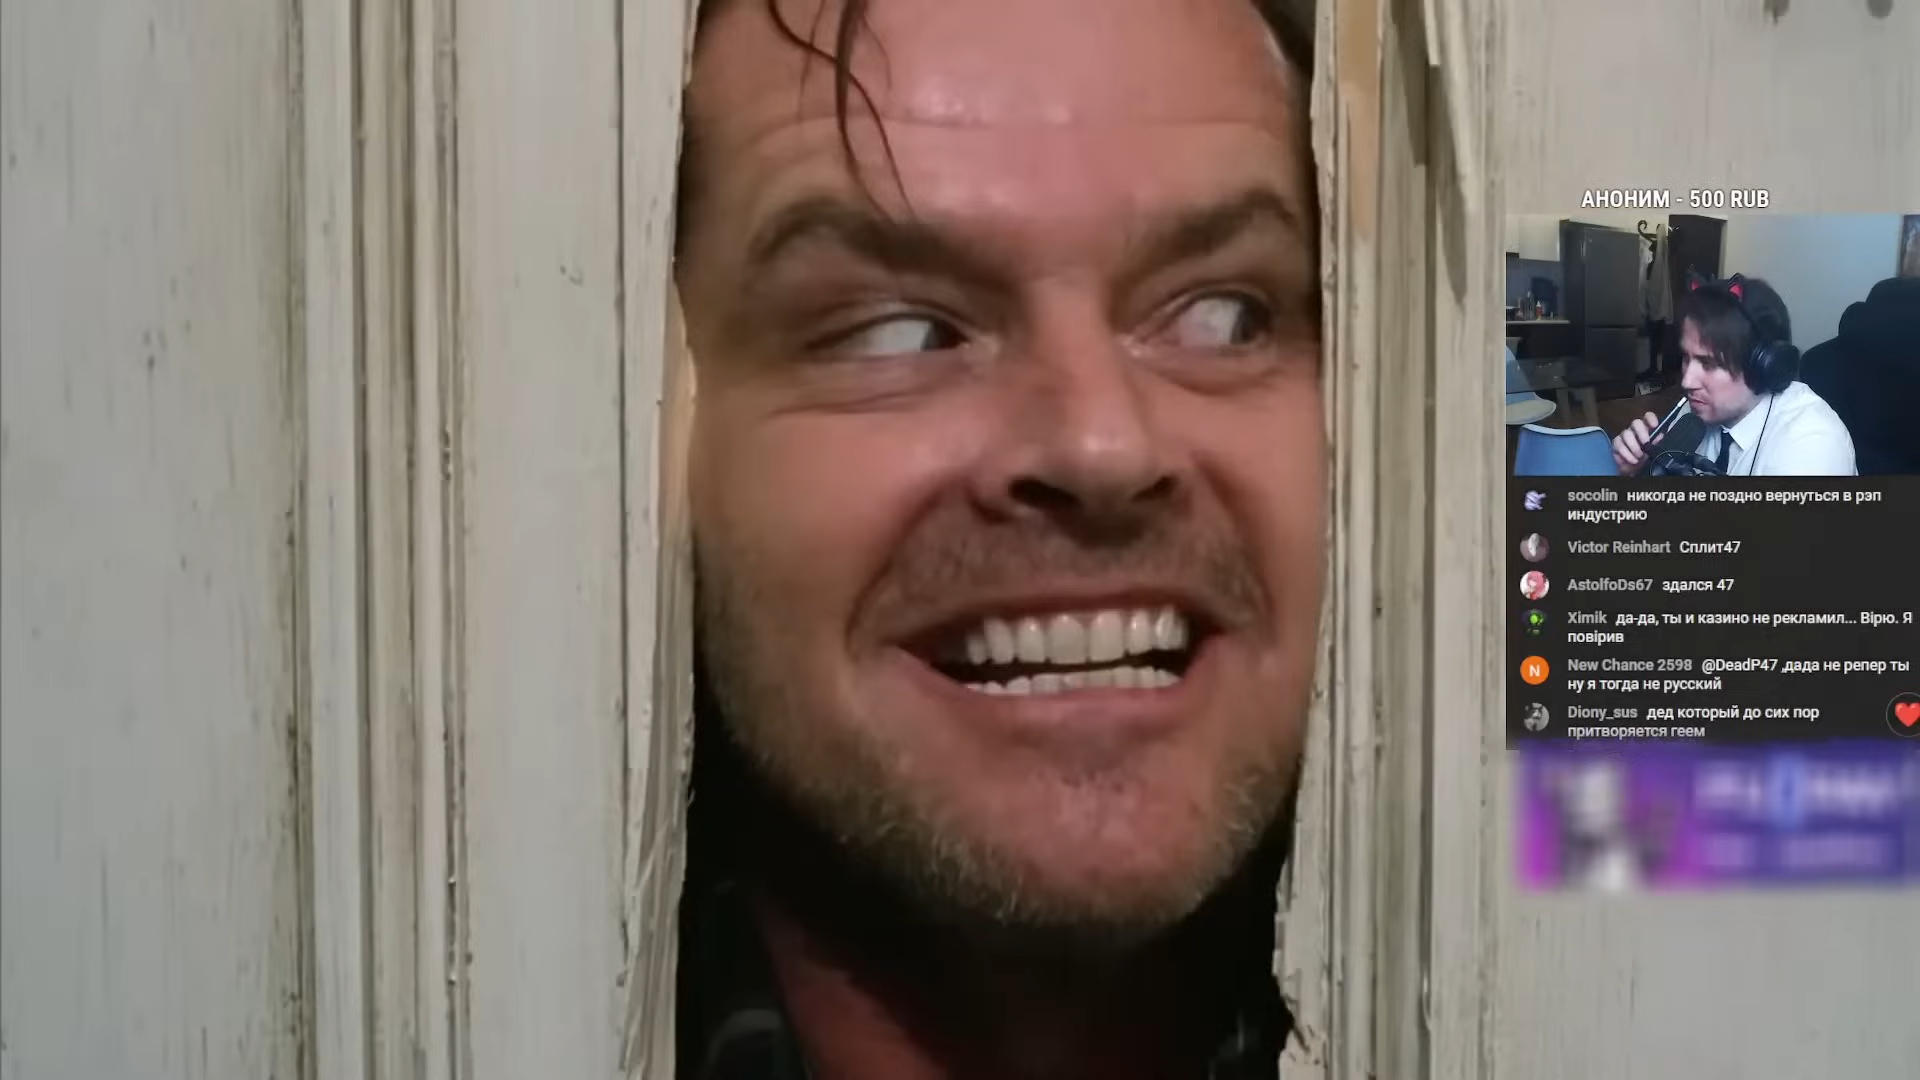 АНОНИМ - 500 RUB
socolin никогда не поздно вернуться в рэп
индустрию
Victor Reinhart Сплит47
AstolfoDs67 здался 47
Ximik да-да, ты и казино не рекламил... Вірю. Я
повірив
N New Chance 2598 @DeadP47 ,дада не репер ты
ну я тогда не русский
Diony_sus дед который до сих пор
притворяется геем